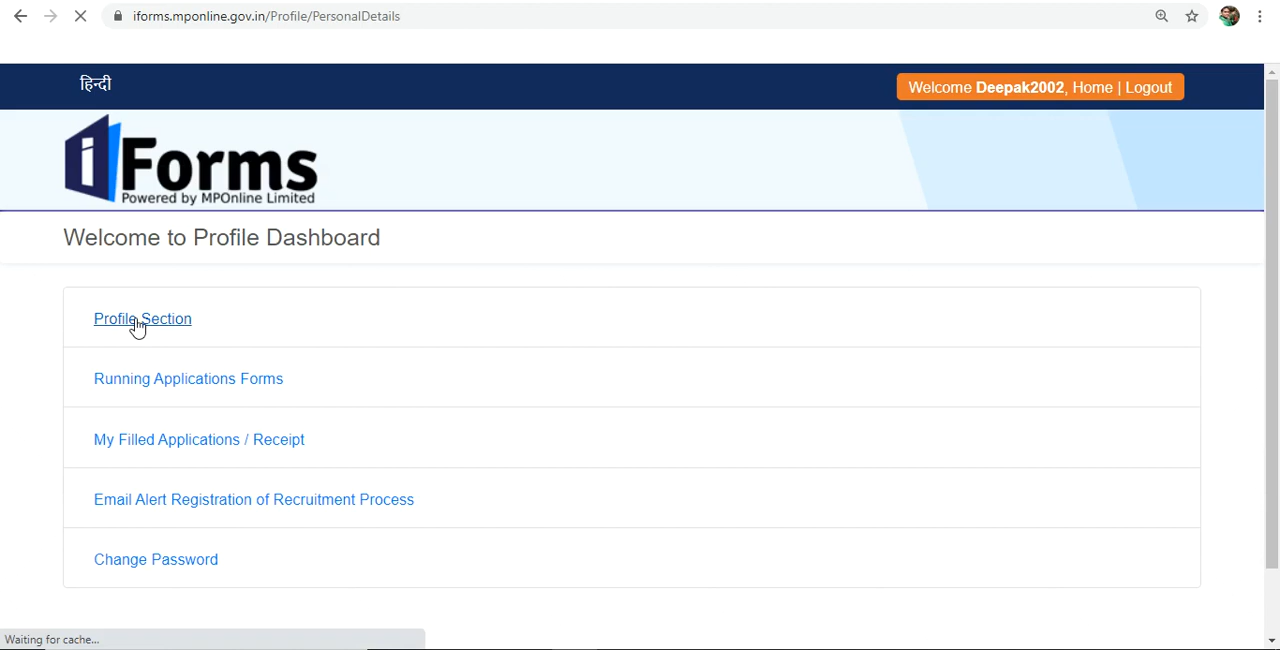 iforms.mponline.gov.in/Profile/PersonalDetails
हिन्दी
Welcome Deepak2002, Home | Logout
iForms
Powered by MPOnline Limited
Welcome to Profile Dashboard
Profile Section
Running Applications Forms
My Filled Applications / Receipt
Email Alert Registration of Recruitment Process
Change Password
Waiting for cache...